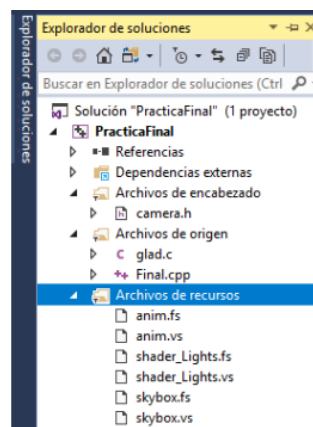 Explorador de soluciones
Explorador de soluciones
Buscar en Explorador de soluciones (Ctrl
Solución "PracticaFinal" (1 proyecto)
PracticaFinal
Referencias
Dependencias externas
Archivos de encabezado
camera.h
Archivos de origen
glad.c
Final.cpp
Archivos de recursos
anim.fs
anim.vs
shader_Lights.fs
shader_Lights.vs
skybox.fs
skybox.vs